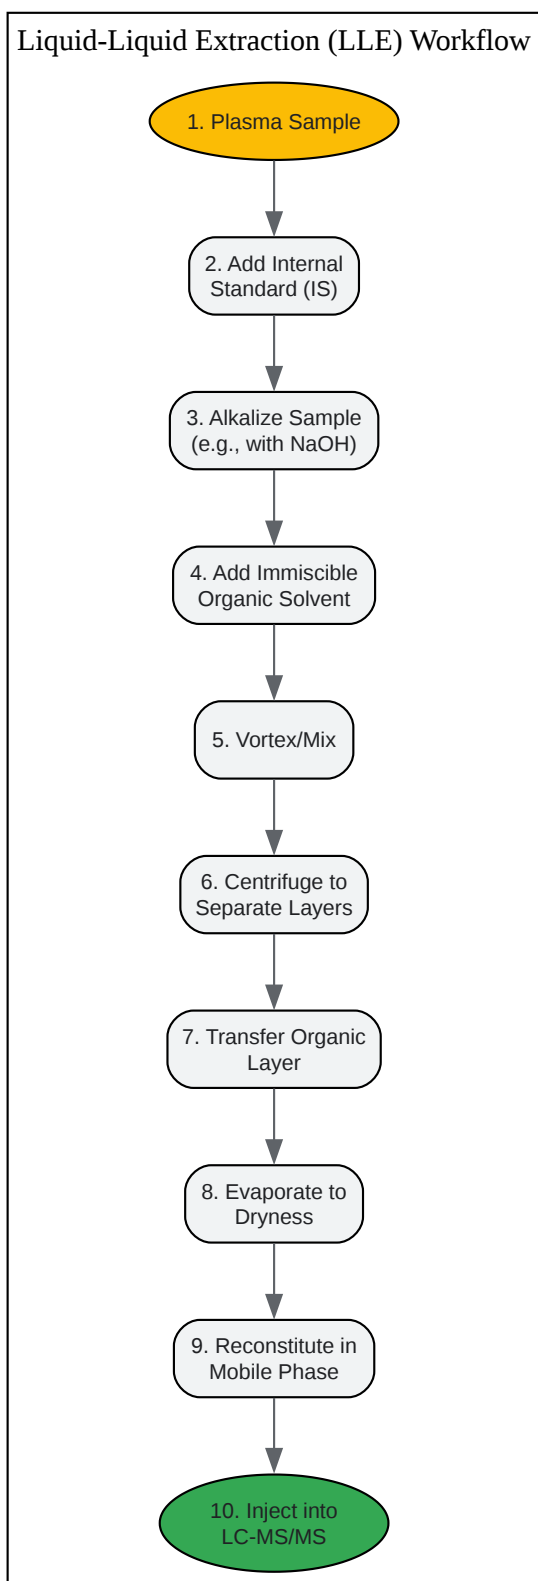 Liquid-Liquid Extraction (LLE) Workflow
1. Plasma Sample
2. Add Internal
Standard (IS)
3. Alkalize Sample
(e.g., with NaOH)
4. Add Immiscible
Organic Solvent
5. Vortex/Mix
6. Centrifuge to
Separate Layers
7. Transfer Organic
Layer
8. Evaporate to
Dryness
9. Reconstitute in
Mobile Phase
10. Inject into
LC-MS/MS